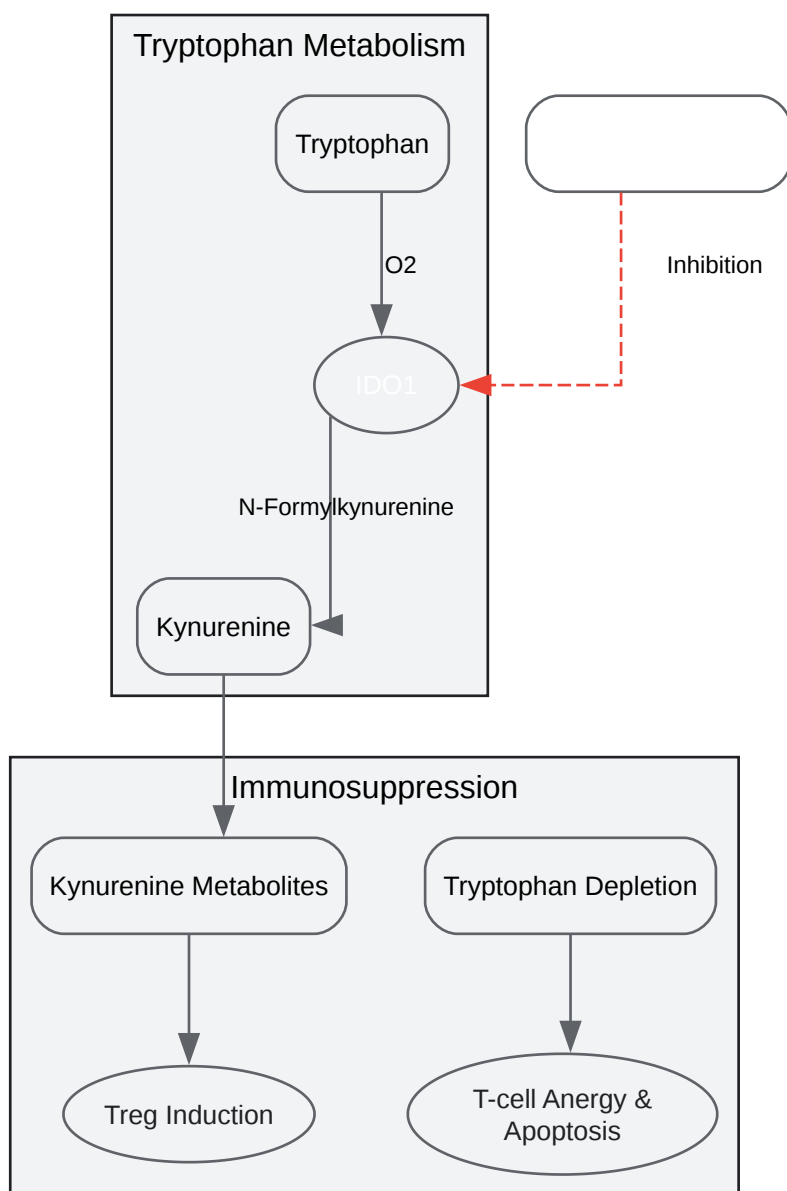 Tryptophan Metabolism
Tryptophan
O2
Inhibition
IDO1
N-Formylkynurenine
Kynurenine
Immunosuppression
Kynurenine Metabolites
Tryptophan Depletion
Treg Induction
T-cell Anergy &
Apoptosis